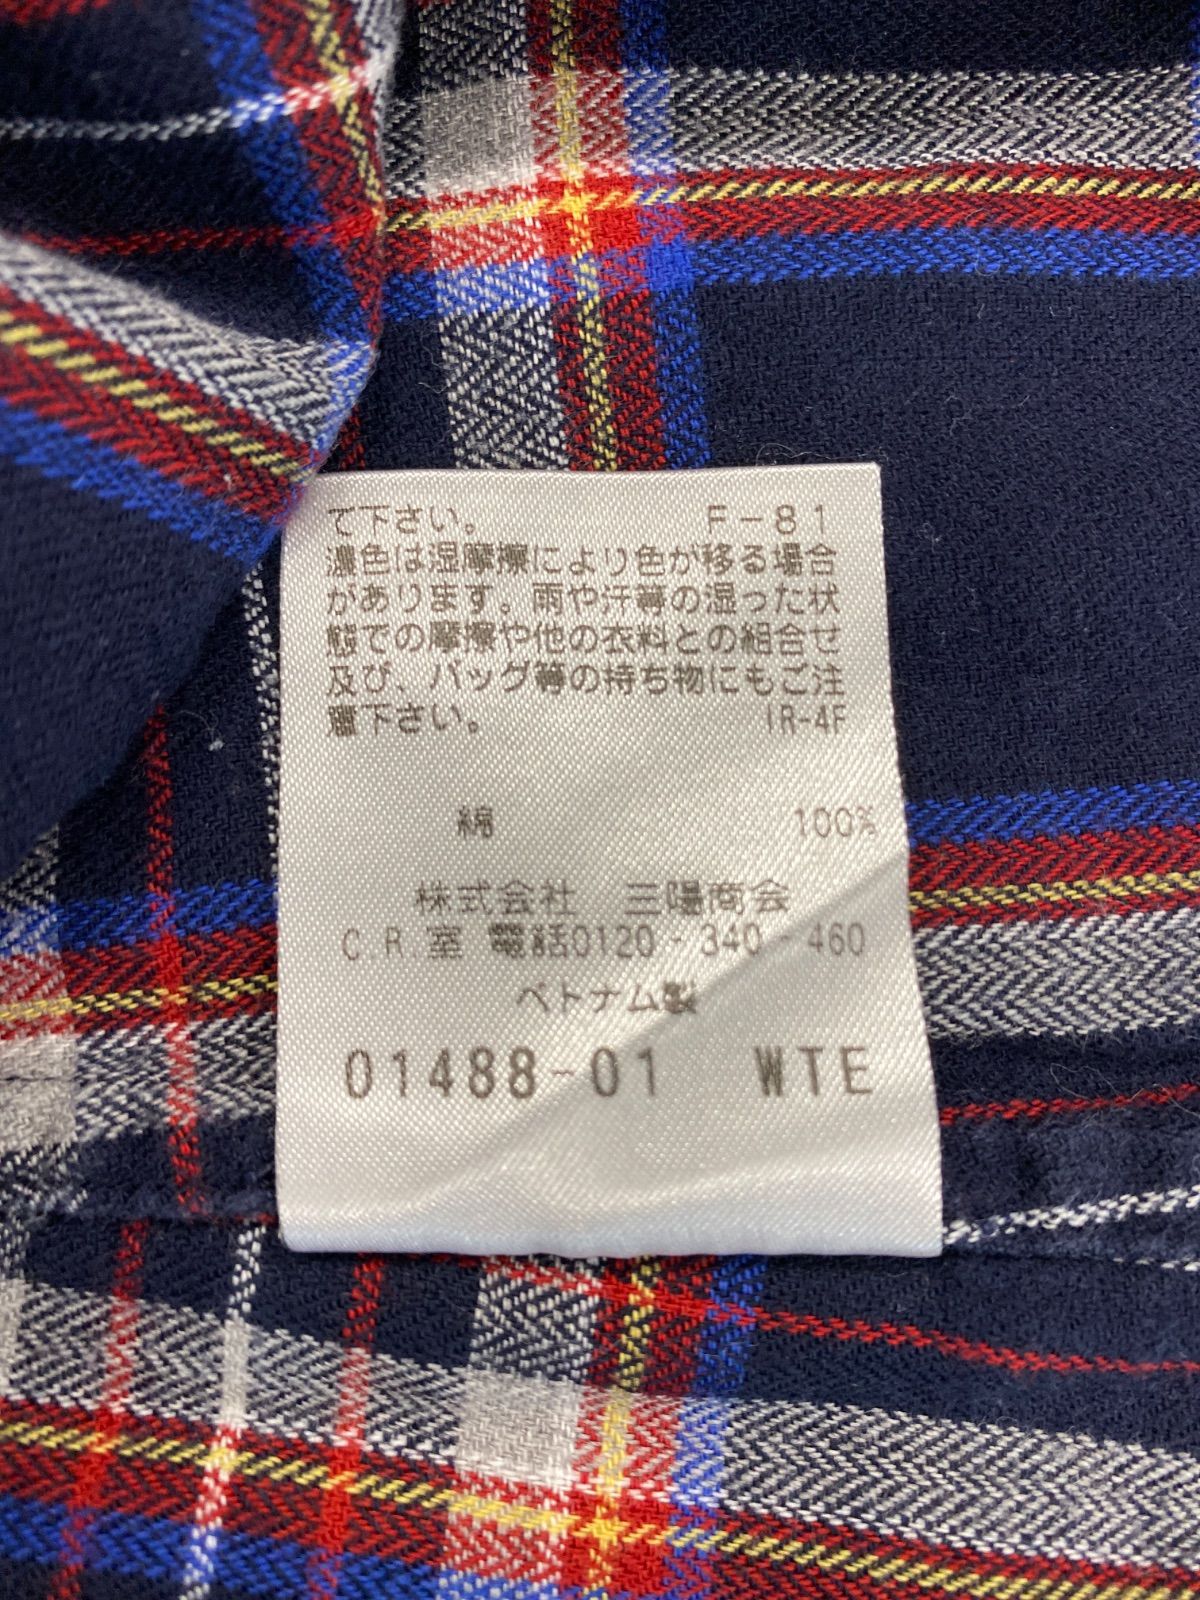 て下さい。 F-81
濃色は湿摩擦により色が移る場合
があります。雨や汗等の湿った状
態での摩擦や他の衣料との組合せ
及び、バッグ等の持ち物にもご注
意下さい。 IR-4F
綿 100%
株式会社 三陽商会
C.R.室 電話0120-340-460
ベトナム製
01488-01 WTE